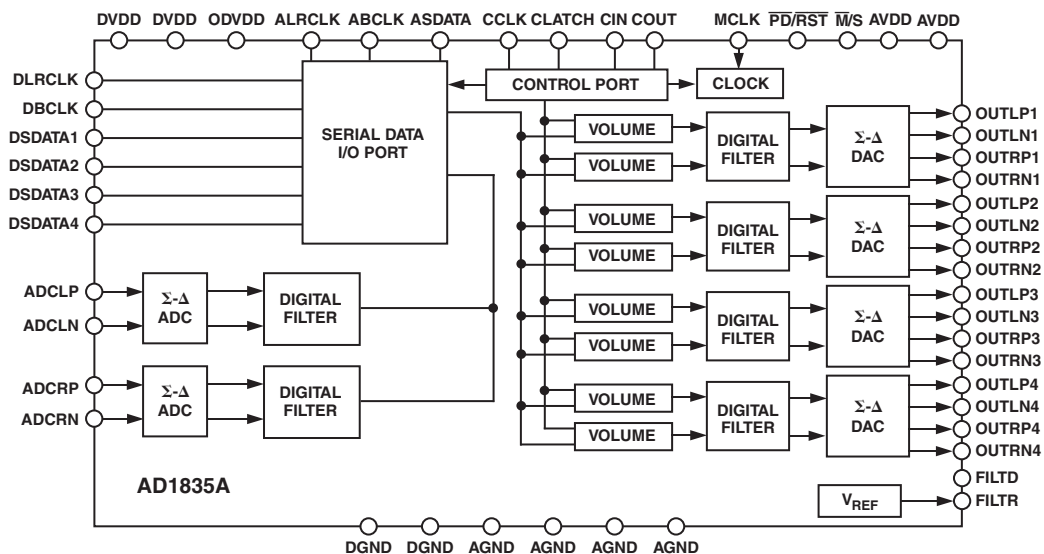 DVDD DVDD ODVDD ALRCLK ABCLK ASDATA CCLK CLATCH CIN COUT MCLK PD/RST M/S AVDD AVDD
DLRCLK
DBCLK
DSDATA1
DSDATA2
DSDATA3
DSDATA4
SERIAL DATA
I/O PORT
CONTROL PORT
CLOCK
VOLUME
VOLUME
DIGITAL
FILTER
Σ-Δ
DAC
OUTLP1
OUTLN1
OUTRP1
OUTRN1
VOLUME
VOLUME
DIGITAL
FILTER
Σ-Δ
DAC
OUTLP2
OUTLN2
OUTRP2
OUTRN2
ADCLP
ADCLN
Σ-Δ
ADC
DIGITAL
FILTER
VOLUME
VOLUME
DIGITAL
FILTER
Σ-Δ
DAC
OUTLP3
OUTLN3
OUTRP3
OUTRN3
ADCRP
ADCRN
Σ-Δ
ADC
DIGITAL
FILTER
VOLUME
VOLUME
DIGITAL
FILTER
Σ-Δ
DAC
OUTLP4
OUTLN4
OUTRP4
OUTRN4
AD1835A
VREF
FILTD
FILTR
DGND DGND AGND AGND AGND AGND